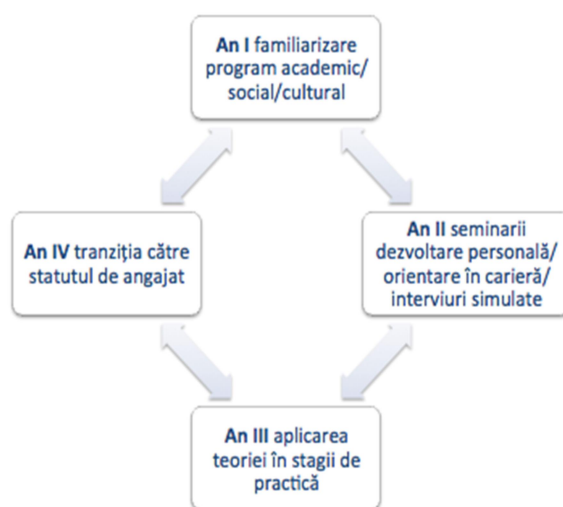 An I familiarizare
program academic/
social/cultural
An IV tranziția către
statutul de angajat
An II seminarii
dezvoltare personală/
orientare în carieră/
interviuri simulate
An III aplicarea
teoriei în stagii de
practică